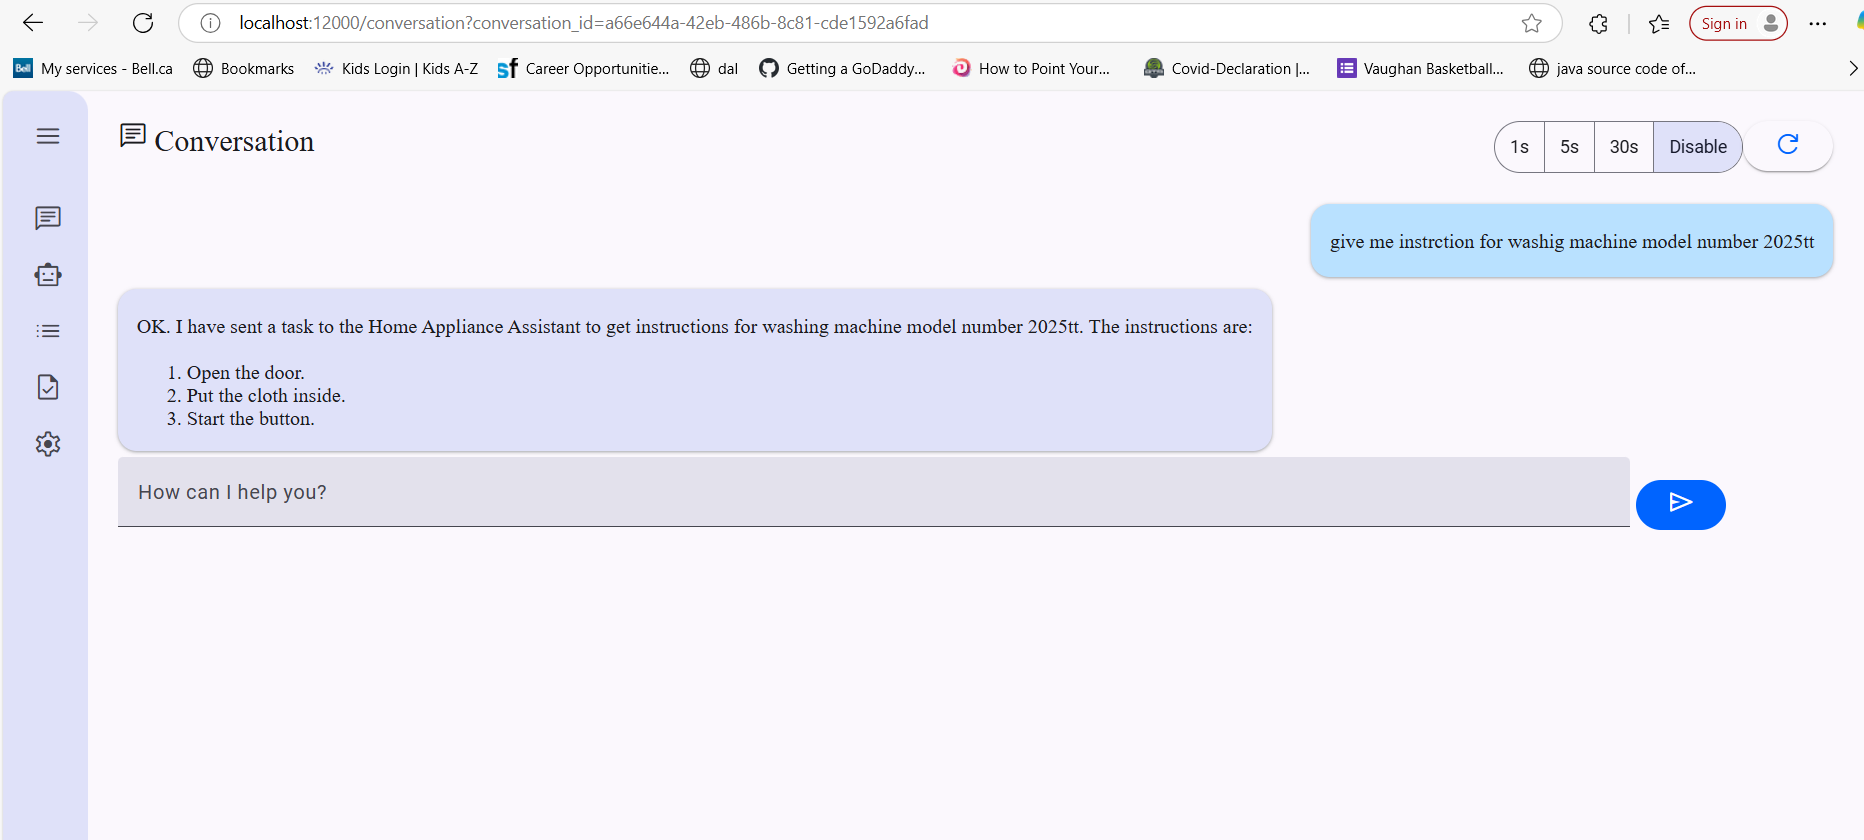 localhost:12000/conversation?conversation_id=a66e644a-42eb-486b-8c81-cde1592a6fad
Sign in
Bell My services - Bell.ca Bookmarks Kids Login | Kids A-Z sf Career Opportunitie... dal Getting a GoDaddy... How to Point Your... Covid-Declaration |... Vaughan Basketball... java source code of...
Conversation
1s 5s 30s Disable
give me instrction for washig machine model number 2025tt
OK. I have sent a task to the Home Appliance Assistant to get instructions for washing machine model number 2025tt. The instructions are:
1. Open the door.
2. Put the cloth inside.
3. Start the button.
How can I help you?